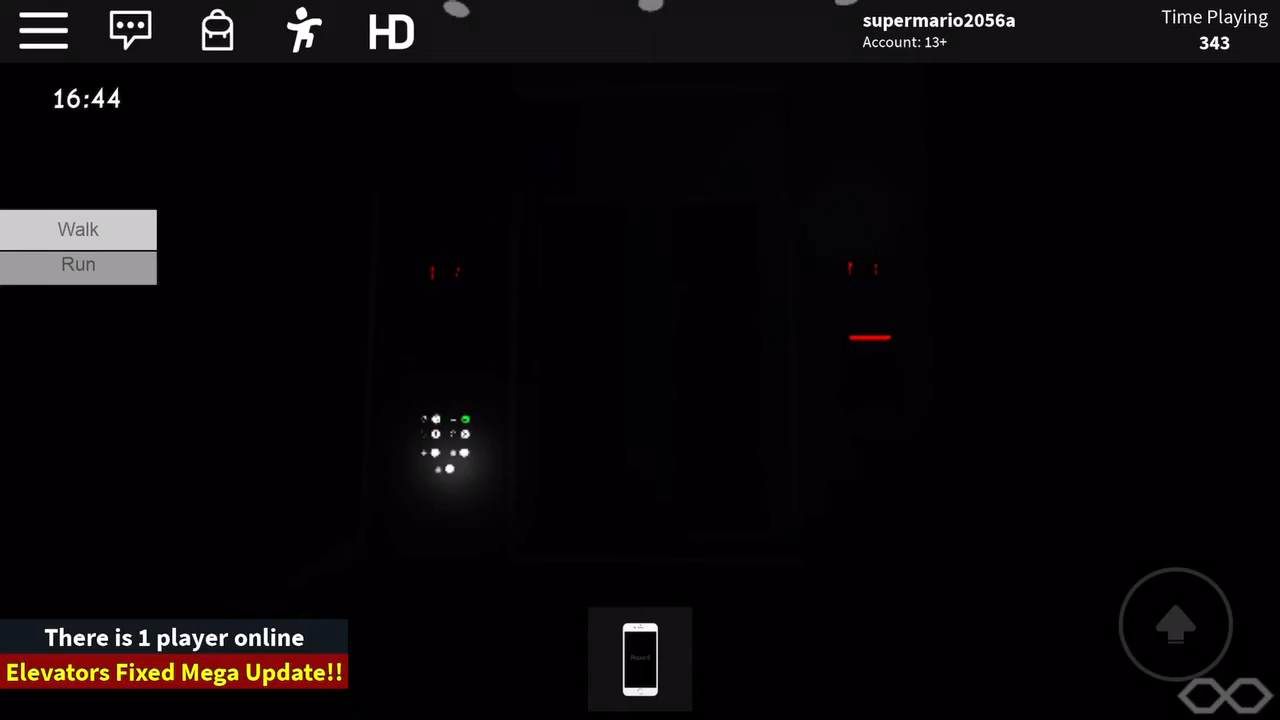 HD
supermario2056a
Account: 13+
Time Playing
343
16:44
Walk
Run
There is 1 player online
Elevators Fixed Mega Update!!